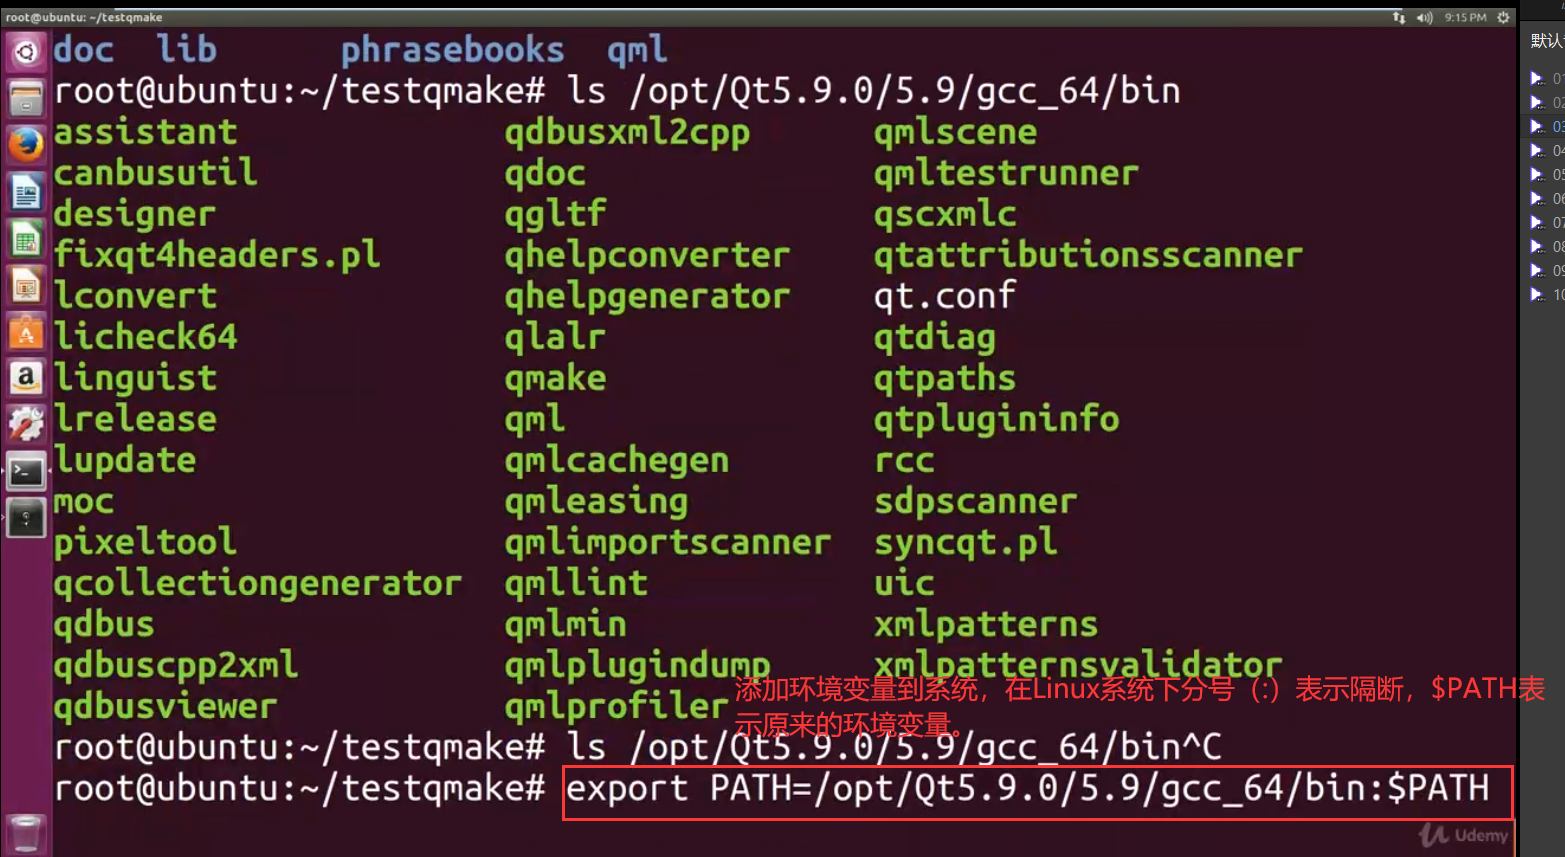 root@ubuntu: ~/testqmake
9:15 PM
默认
doc lib phrasebooks qml
root@ubuntu:~/testqmake# ls /opt/Qt5.9.0/5.9/gcc_64/bin
assistant qdbusxml2cpp qmlscene
canbusutil qdoc qmltestrunner
designer qgltf qscxmlc
fixqt4headers.pl qhelpconverter qtattributionsscanner
lconvert qhelpgenerator qt.conf
licheck64 qlalr qtdiag
linguist qmake qtpaths
lrelease qml qtplugininfo
lupdate qmlcachegen rcc
moc qmleasing sdpscanner
pixeltool qmlimportscanner syncqt.pl
qcollectiongenerator qmllint uic
qdbus qmlmin xmlpatterns
qdbuscpp2xml qmlplugindump xmlpatternsvalidator
qdbusviewer qmlprofiler
添加环境变量到系统，在Linux系统下分号（:）表示隔断，$PATH表
示原来的环境变量。
root@ubuntu:~/testqmake# ls /opt/Qt5.9.0/5.9/gcc_64/bin^C
root@ubuntu:~/testqmake# export PATH=/opt/Qt5.9.0/5.9/gcc_64/bin:$PATH
Udemy
01
02
03
04
05
06
07
08
09
10